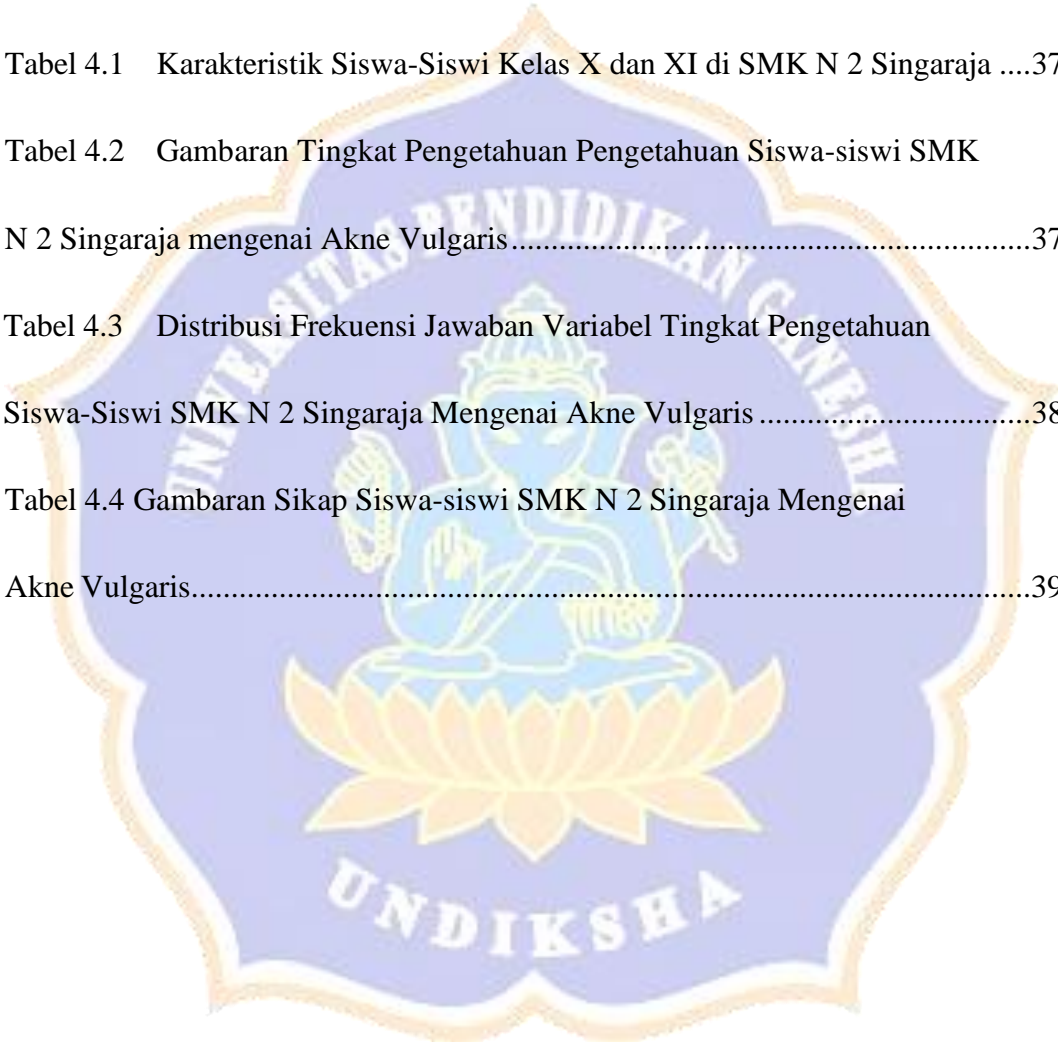 Tabel 4.1 Karakteristik Siswa-Siswi Kelas X dan XI di SMK N 2 Singaraja ....37
Tabel 4.2 Gambaran Tingkat Pengetahuan Pengetahuan Siswa-siswi SMK
N 2 Singaraja mengenai Akne Vulgaris.................................................................37
Tabel 4.3 Distribusi Frekuensi Jawaban Variabel Tingkat Pengetahuan
Siswa-Siswi SMK N 2 Singaraja Mengenai Akne Vulgaris ..................................38
Tabel 4.4 Gambaran Sikap Siswa-siswi SMK N 2 Singaraja Mengenai
Akne Vulgaris.........................................................................................................39
UNIVERSITAS PENDIDIKAN GANESHA
UNDIKSHA